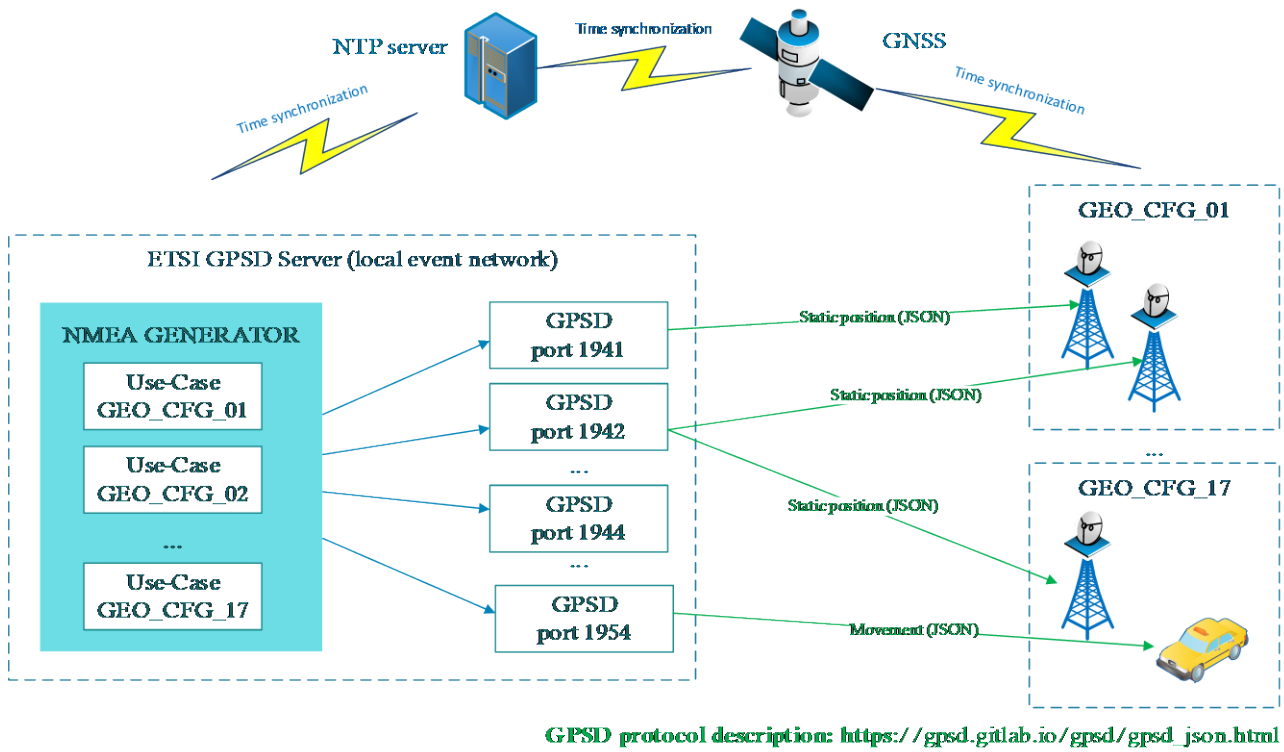 NTP server
Time synchronization
GNSS
Time synchronization
Time synchronization
GEO_CFG_01
ETSI GPSD Server (local event network)
NMEA GENERATOR
Use-Case
GEO_CFG_01
Use-Case
GEO_CFG_02
...
Use-Case
GEO_CFG_17
GPSD
port 1941
GPSD
port 1942
...
GPSD
port 1944
...
GPSD
port 1954
Static position (JSON)
Static position (JSON)
Static position (JSON)
Movement (JSON)
...
GEO_CFG_17
GPSD protocol description: https://gpsd.gitlab.io/gpsd/gpsd_json.html